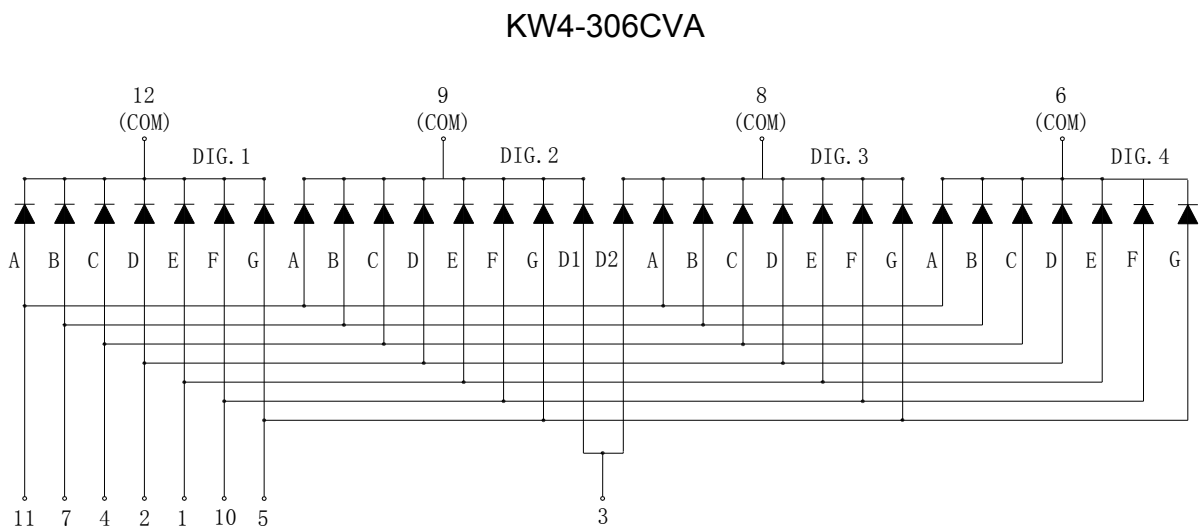 KW4-306CVA
12 9 8 6
(COM) (COM) (COM) (COM)
DIG. 1 DIG. 2 DIG. 3 DIG. 4
A B C D E F G A B C D E F G D1 D2 A B C D E F G A B C D E F G
11 7 4 2 1 10 5 3